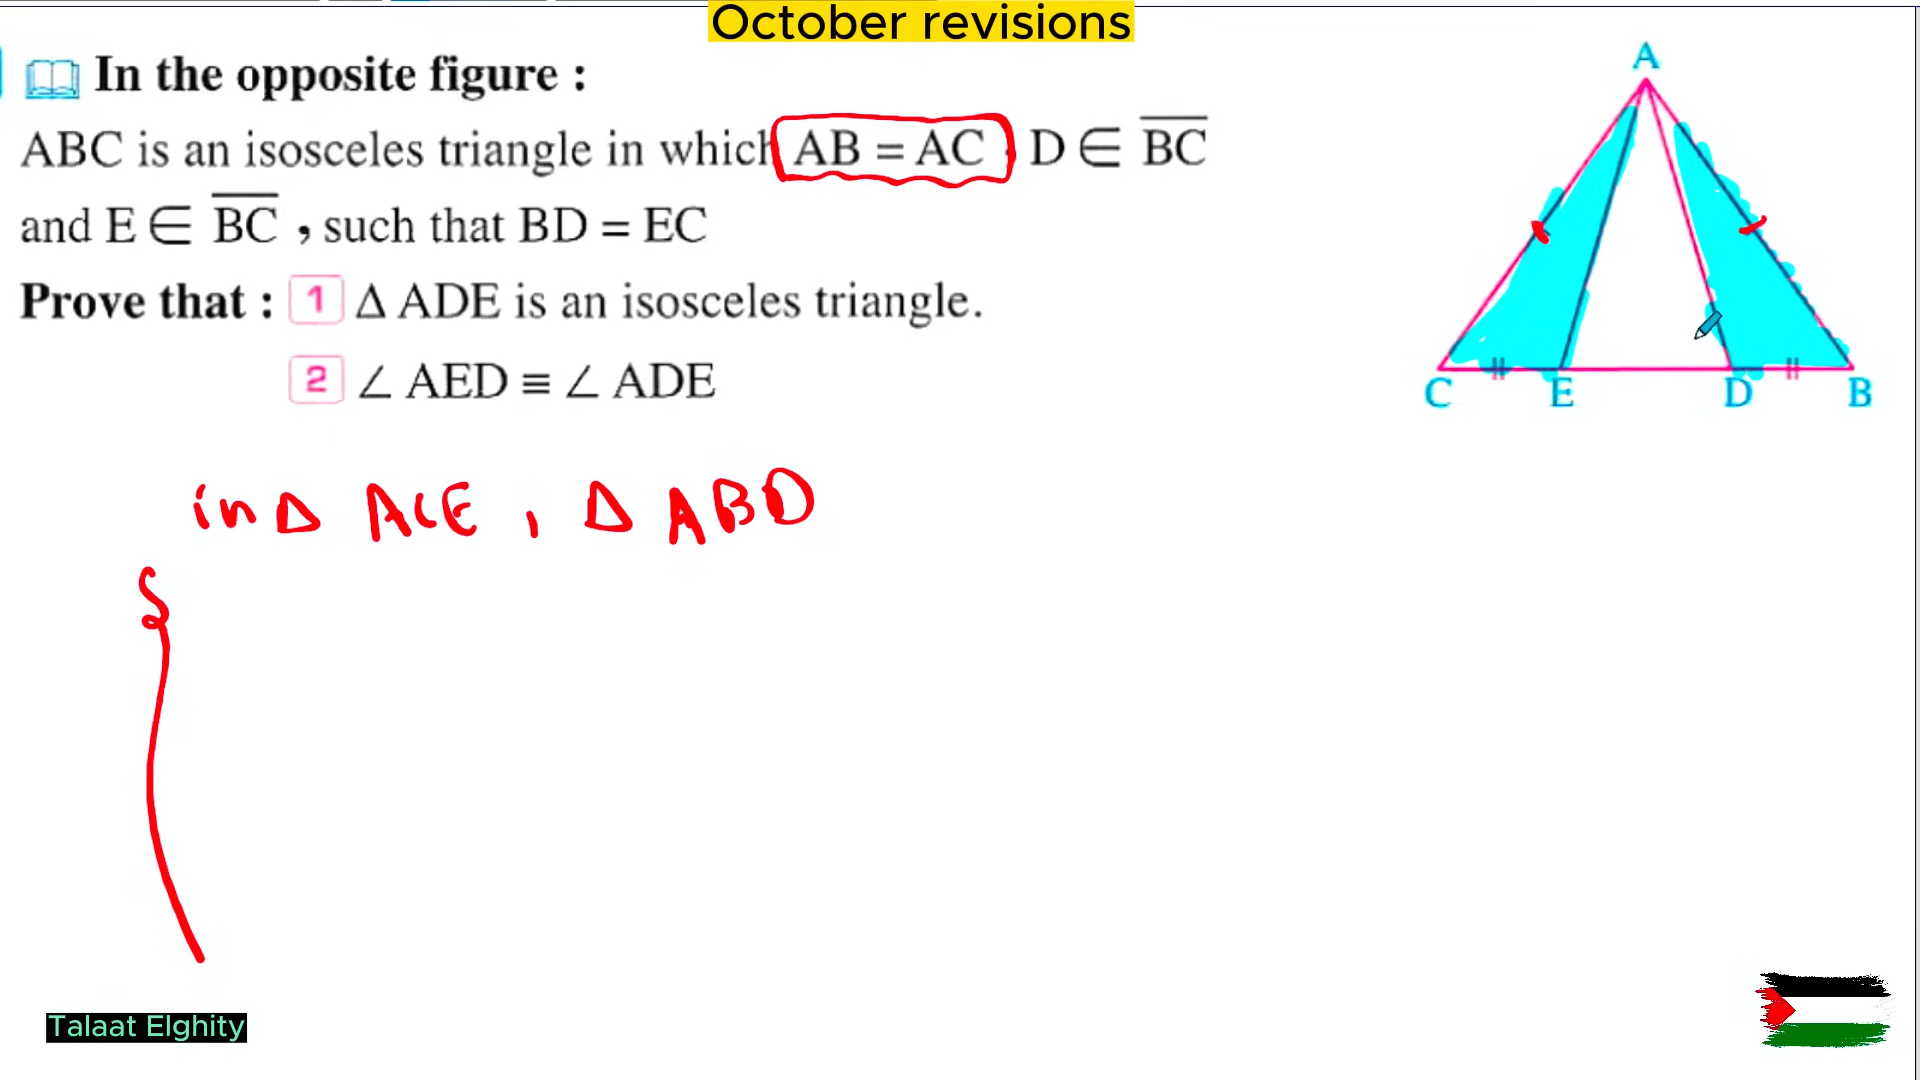 October revisions
In the opposite figure :
ABC is an isosceles triangle in which AB = AC D ∈ BC
and E ∈ BC , such that BD = EC
Prove that : 1 Δ ADE is an isosceles triangle.
2 ∠ AED ≡ ∠ ADE
A
C E D B
in Δ ACE , Δ ABD
Talaat Elghity